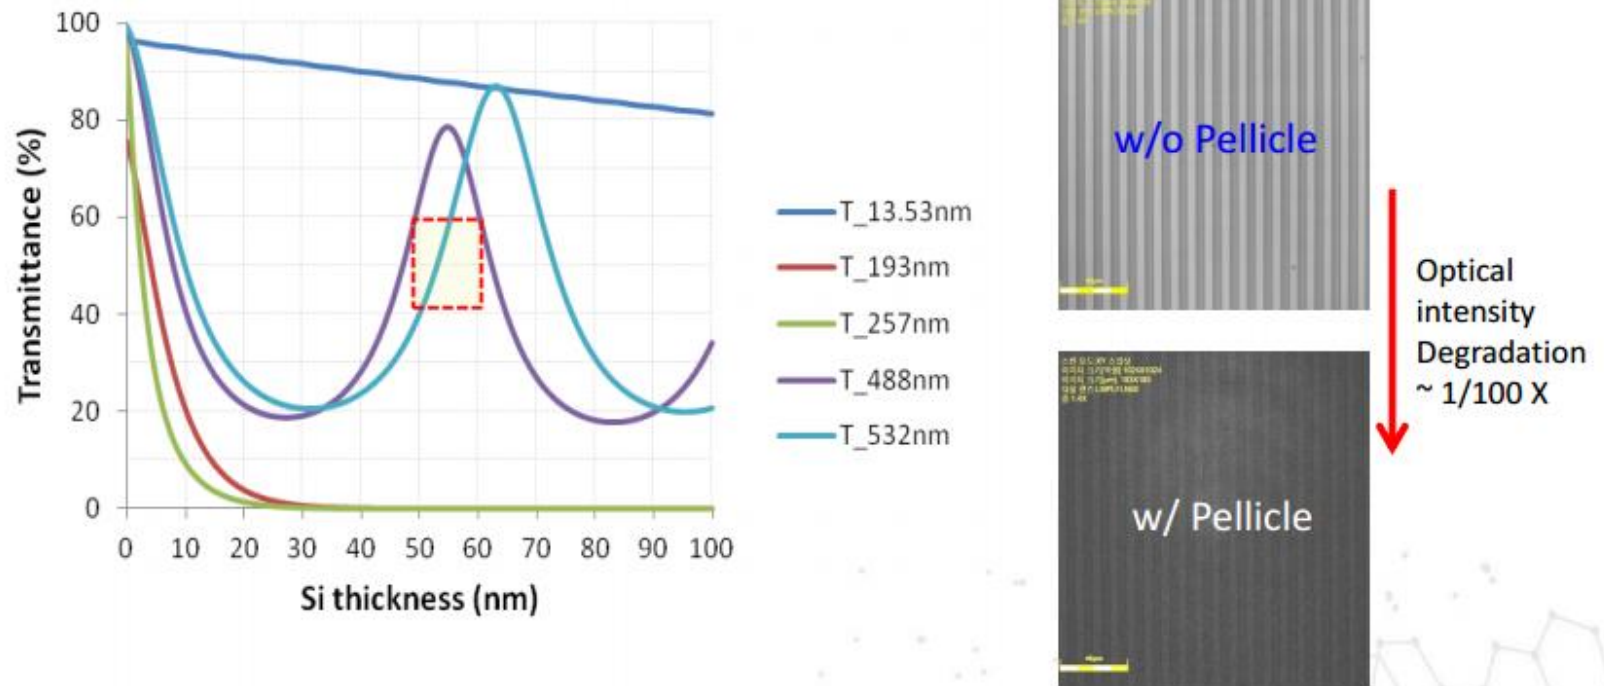 Transmittance (%)
100
80
60
40
20
0
0 10 20 30 40 50 60 70 80 90 100
Si thickness (nm)
T_13.53nm
T_193nm
T_257nm
T_488nm
T_532nm
w/o Pellicle
w/ Pellicle
Optical
intensity
Degradation
~ 1/100 X